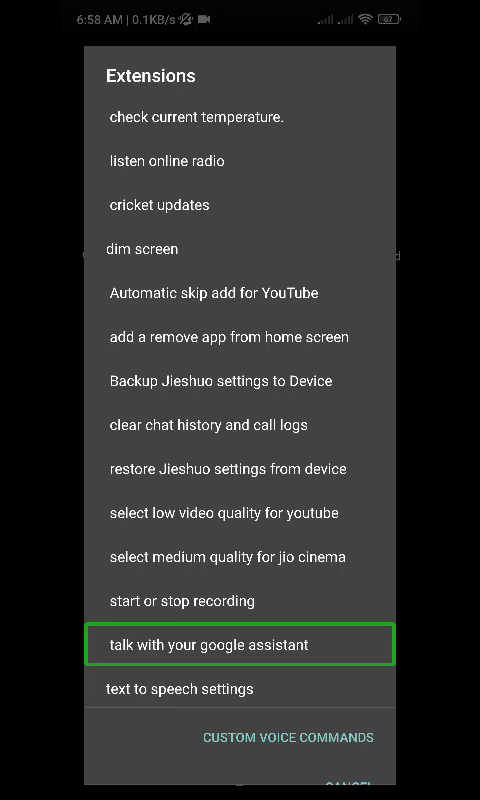 6:58 AM | 0.1KB/s
67
Extensions
check current temperature.
listen online radio
cricket updates
dim screen
Automatic skip add for YouTube
add a remove app from home screen
Backup Jieshuo settings to Device
clear chat history and call logs
restore Jieshuo settings from device
select low video quality for youtube
select medium quality for jio cinema
start or stop recording
talk with your google assistant
text to speech settings
CUSTOM VOICE COMMANDS
CANCEL